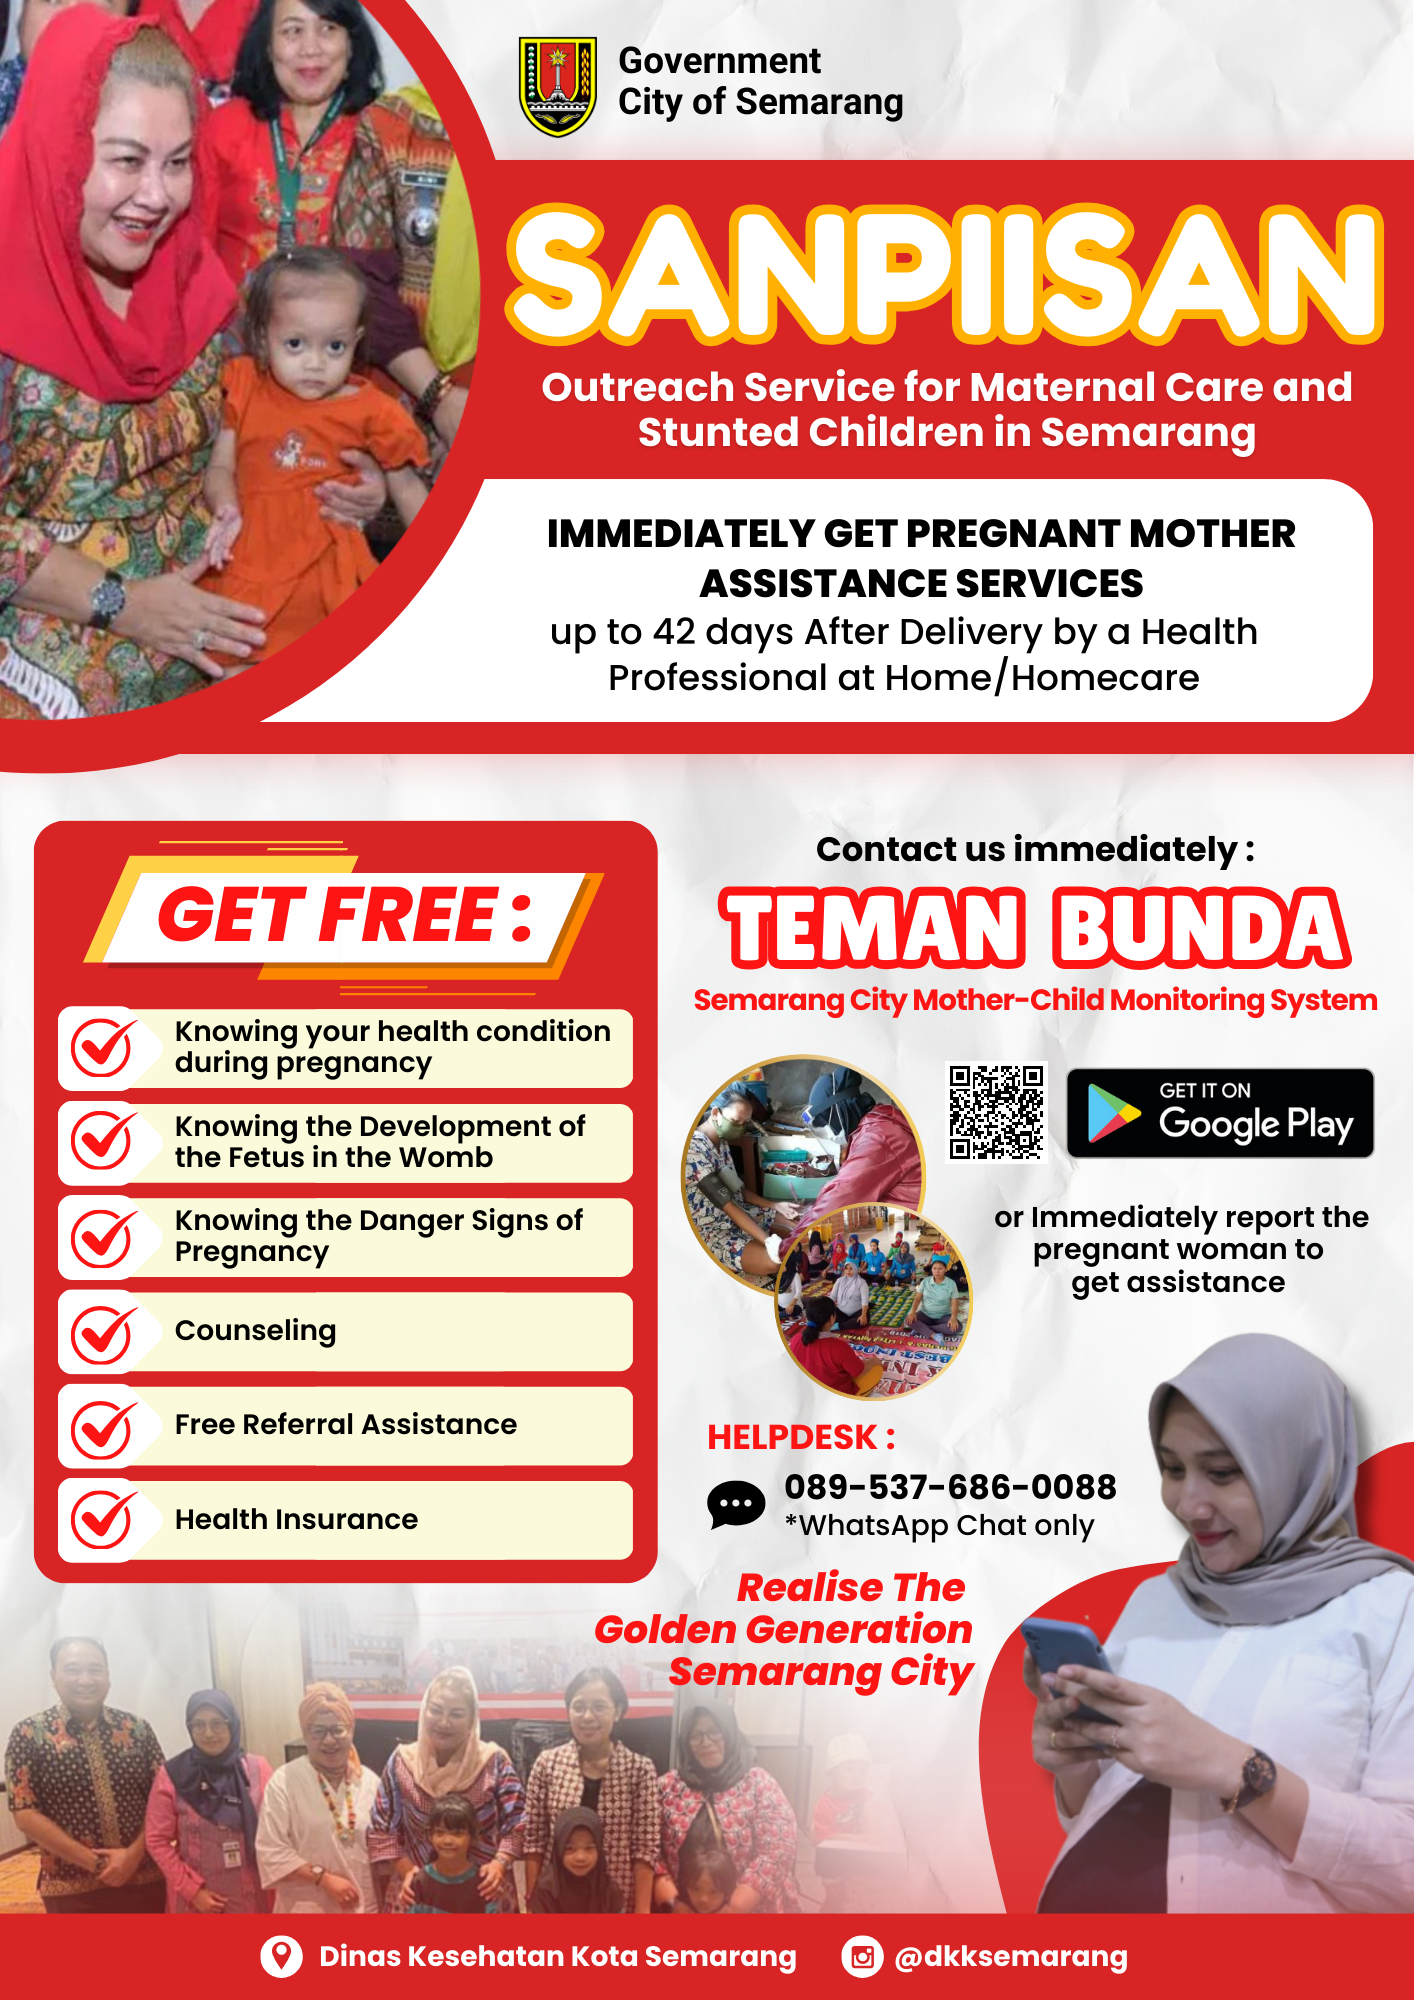 Government
City of Semarang
SANPIISAN
Outreach Service for Maternal Care and
Stunted Children in Semarang
IMMEDIATELY GET PREGNANT MOTHER
ASSISTANCE SERVICES
up to 42 days After Delivery by a Health
Professional at Home/Homecare
GET FREE :
Knowing your health condition
during pregnancy
Knowing the Development of
the Fetus in the Womb
Knowing the Danger Signs of
Pregnancy
Counseling
Free Referral Assistance
Health Insurance
Contact us immediately :
TEMAN BUNDA
Semarang City Mother-Child Monitoring System
GET IT ON
Google Play
or Immediately report the
pregnant woman to
get assistance
HELPDESK :
089-537-686-0088
*WhatsApp Chat only
Realise The
Golden Generation
Semarang City
Dinas Kesehatan Kota Semarang
@dkksemarang